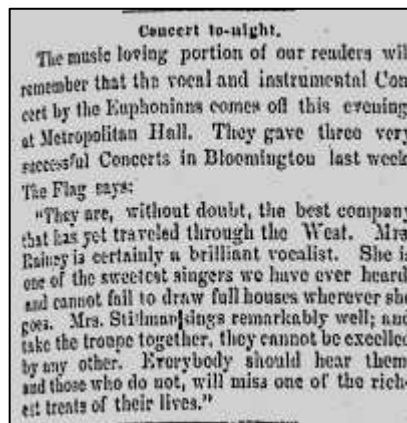 Concert to-night.
The music loving portion of our readers wil
remember that the vocal and instrumental Con
cert by the Euphonians comes off this evening
at Metropolitan Hall. They gave three very
successful Concerts in Bloomington last week
The Flag says:
"They are, without doubt, the best company
that has yet traveled through the West. Mrs
Rainey is certainly a brilliant vocalist. She is
one of the sweetest singers we have ever heard
and cannot fail to draw full houses wherever she
goes. Mrs. Stillman sings remarkably well; and
take the troupe together, they cannot be excelled
by any other. Everybody should hear them
and those who do not, will miss one of the rich-
est treats of their lives."